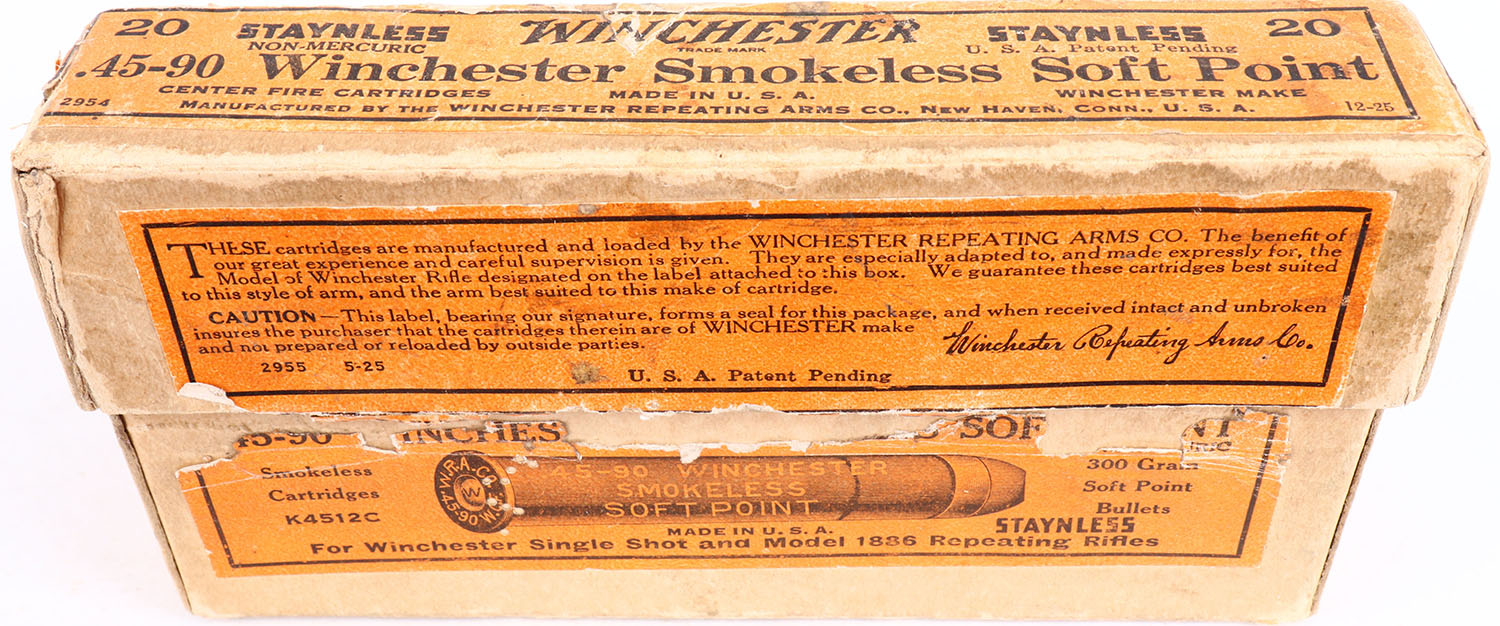 20 STAYNLESS WINCHESTER STAYNLESS 20
NON-MERCURIC TRADE MARK U. S. A. Patent Pending
.45-90 Winchester Smokeless Soft Point
CENTER FIRE CARTRIDGES MADE IN U. S. A. WINCHESTER MAKE
2954 MANUFACTURED BY THE WINCHESTER REPEATING ARMS CO., NEW HAVEN, CONN., U. S. A. 12-25
THESE cartridges are manufactured and loaded by the WINCHESTER REPEATING ARMS CO. The benefit of
our great experience and careful supervision is given. They are especially adapted to, and made expressly for, the
Model of Winchester Rifle designated on the label attached to this box. We guarantee these cartridges best suited
to this style of arm, and the arm best suited to this make of cartridge.
CAUTION—This label, bearing our signature, forms a seal for this package, and when received intact and unbroken
insures the purchaser that the cartridges therein are of WINCHESTER make
and not prepared or reloaded by outside parties.
Winchester Repeating Arms Co.
2955 5-25
U. S. A. Patent Pending
45-90 INCHES SOF NT
Smokeless
Cartridges
K4512C
W.R.A.CO.
W
45-90 W.C.F.
.45-90 WINCHESTER
SMOKELESS
SOFT POINT
300 Grain
Soft Point
Bullets
MADE IN U. S. A. STAYNLESS
For Winchester Single Shot and Model 1886 Repeating Rifles